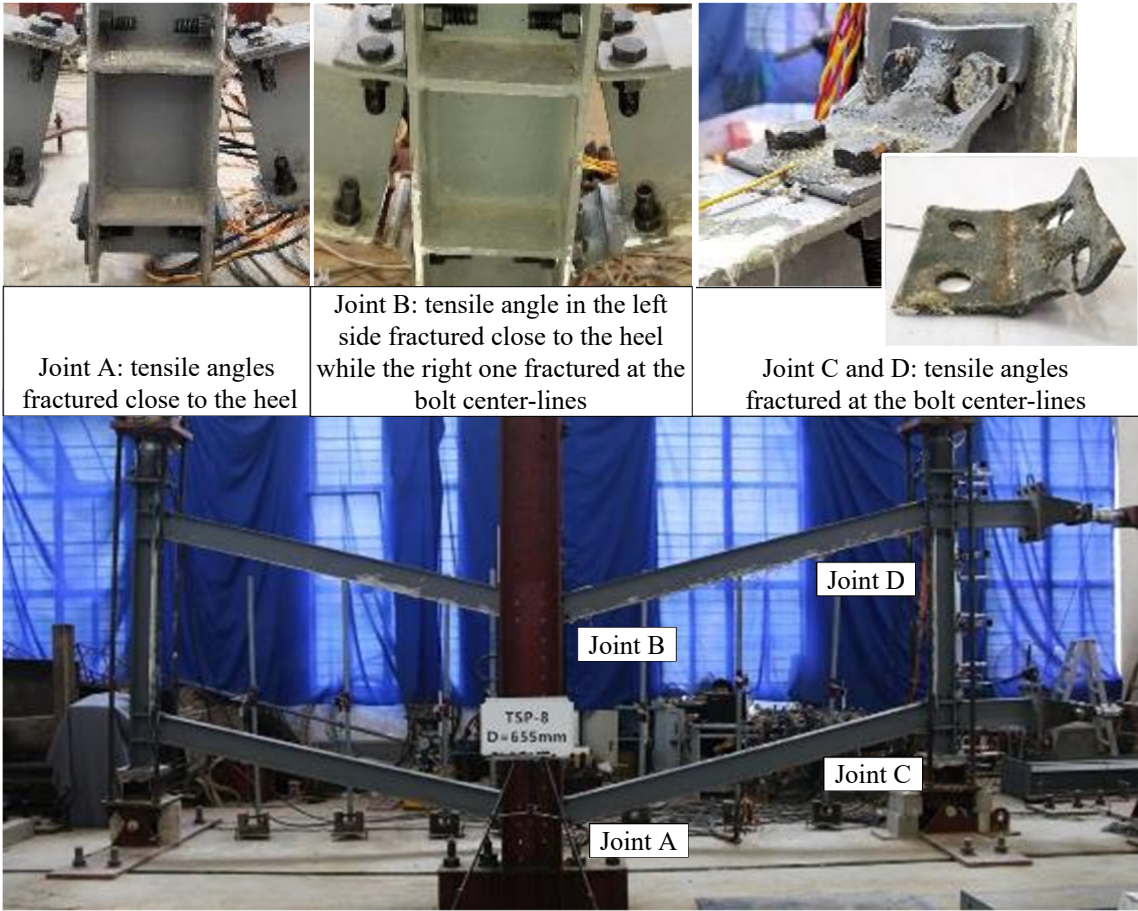 Joint A: tensile angles
fractured close to the heel
Joint B: tensile angle in the left
side fractured close to the heel
while the right one fractured at the
bolt center-lines
Joint C and D: tensile angles
fractured at the bolt center-lines
Joint D
Joint B
TSP-8
D=655mm
Joint C
Joint A